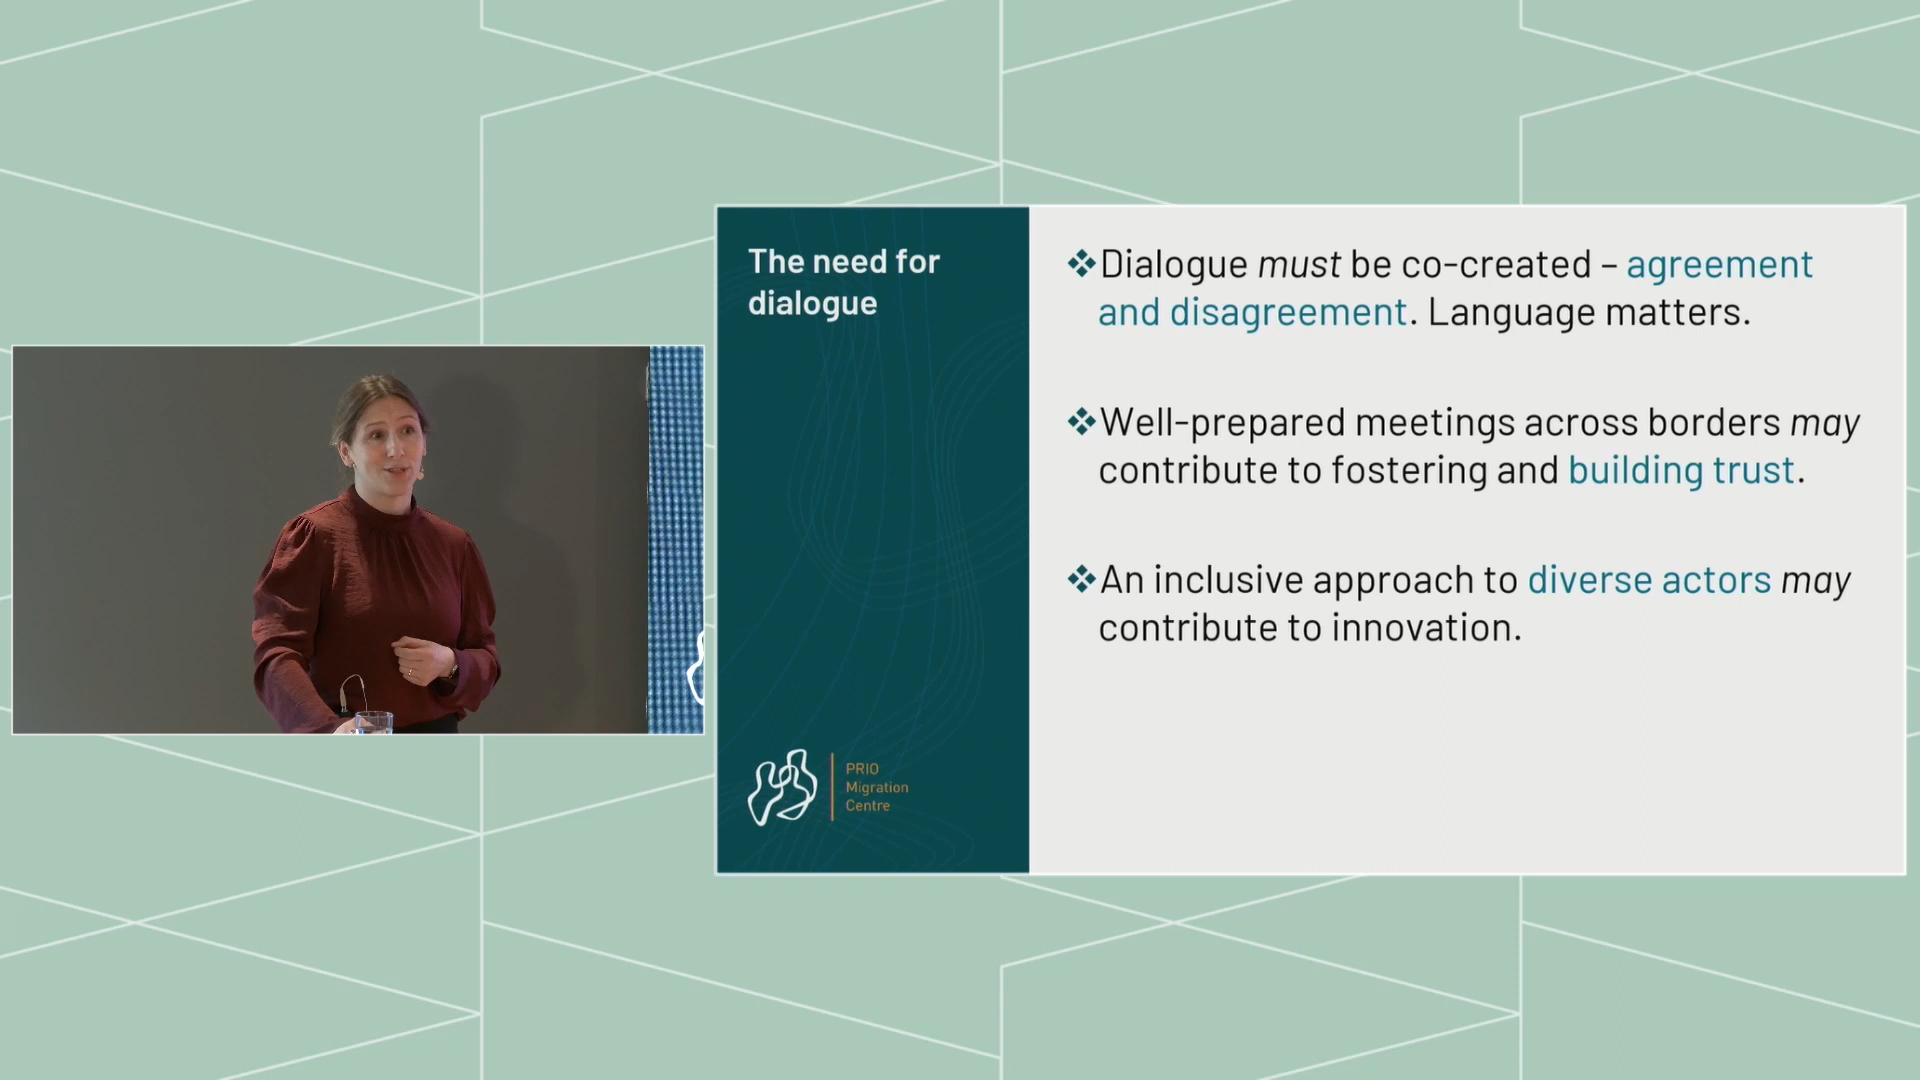 The need for
dialogue
❖Dialogue must be co-created – agreement
and disagreement. Language matters.
❖Well-prepared meetings across borders may
contribute to fostering and building trust.
❖An inclusive approach to diverse actors may
contribute to innovation.
PRIO
Migration
Centre